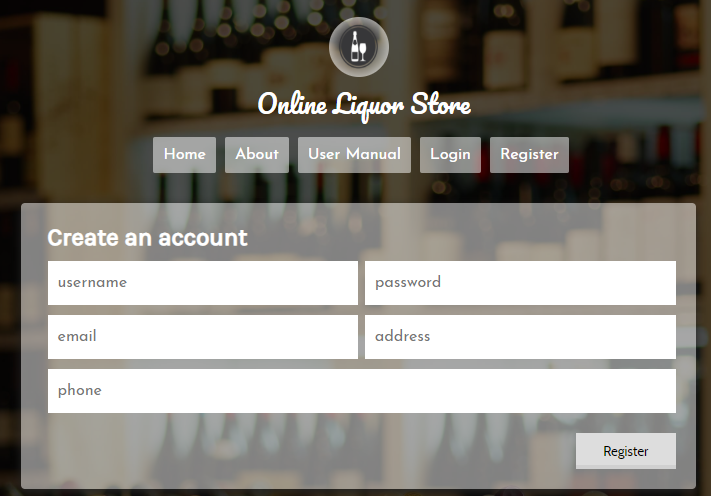 Online Liquor Store
Home About User Manual Login Register
Create an account
username password
email address
phone
Register